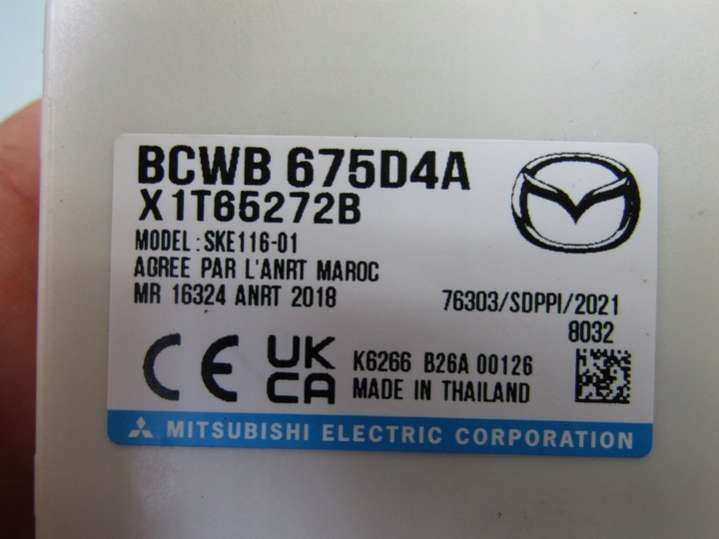 BCWB 675D4A
X1T65272B
MODEL:SKE116-01
AGREE PAR L'ANRT MAROC
MR 16324 ANRT 2018
76303/SDPPI/2021
8032
CE
UK
CA
K6266 B26A 00126
MADE IN THAILAND
MITSUBISHI ELECTRIC CORPORATION